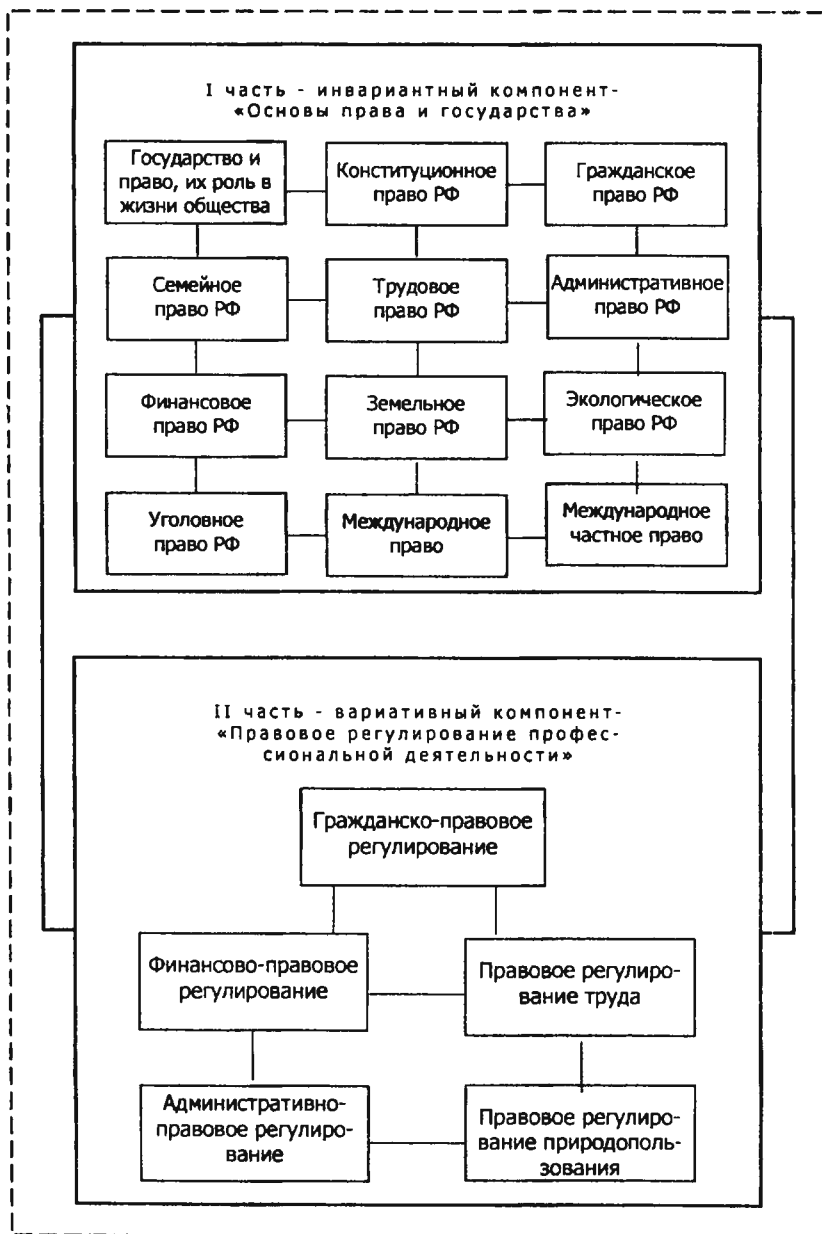 I часть - инвариантный компонент-
«Основы права и государства»
Государство и
право, их роль в
жизни общества
Конституционное
право РФ
Гражданское
право РФ
Семейное
право РФ
Трудовое
право РФ
Административное
право РФ
Финансовое
право РФ
Земельное
право РФ
Экологическое
право РФ
Уголовное
право РФ
Международное
право
Международное
частное право
II часть - вариативный компонент-
«Правовое регулирование профес-
сиональной деятельности»
Гражданско-правовое
регулирование
Финансово-правовое
регулирование
Правовое регулиро-
вание труда
Административно-
правовое регулиро-
вание
Правовое регулиро-
вание природополь-
зования